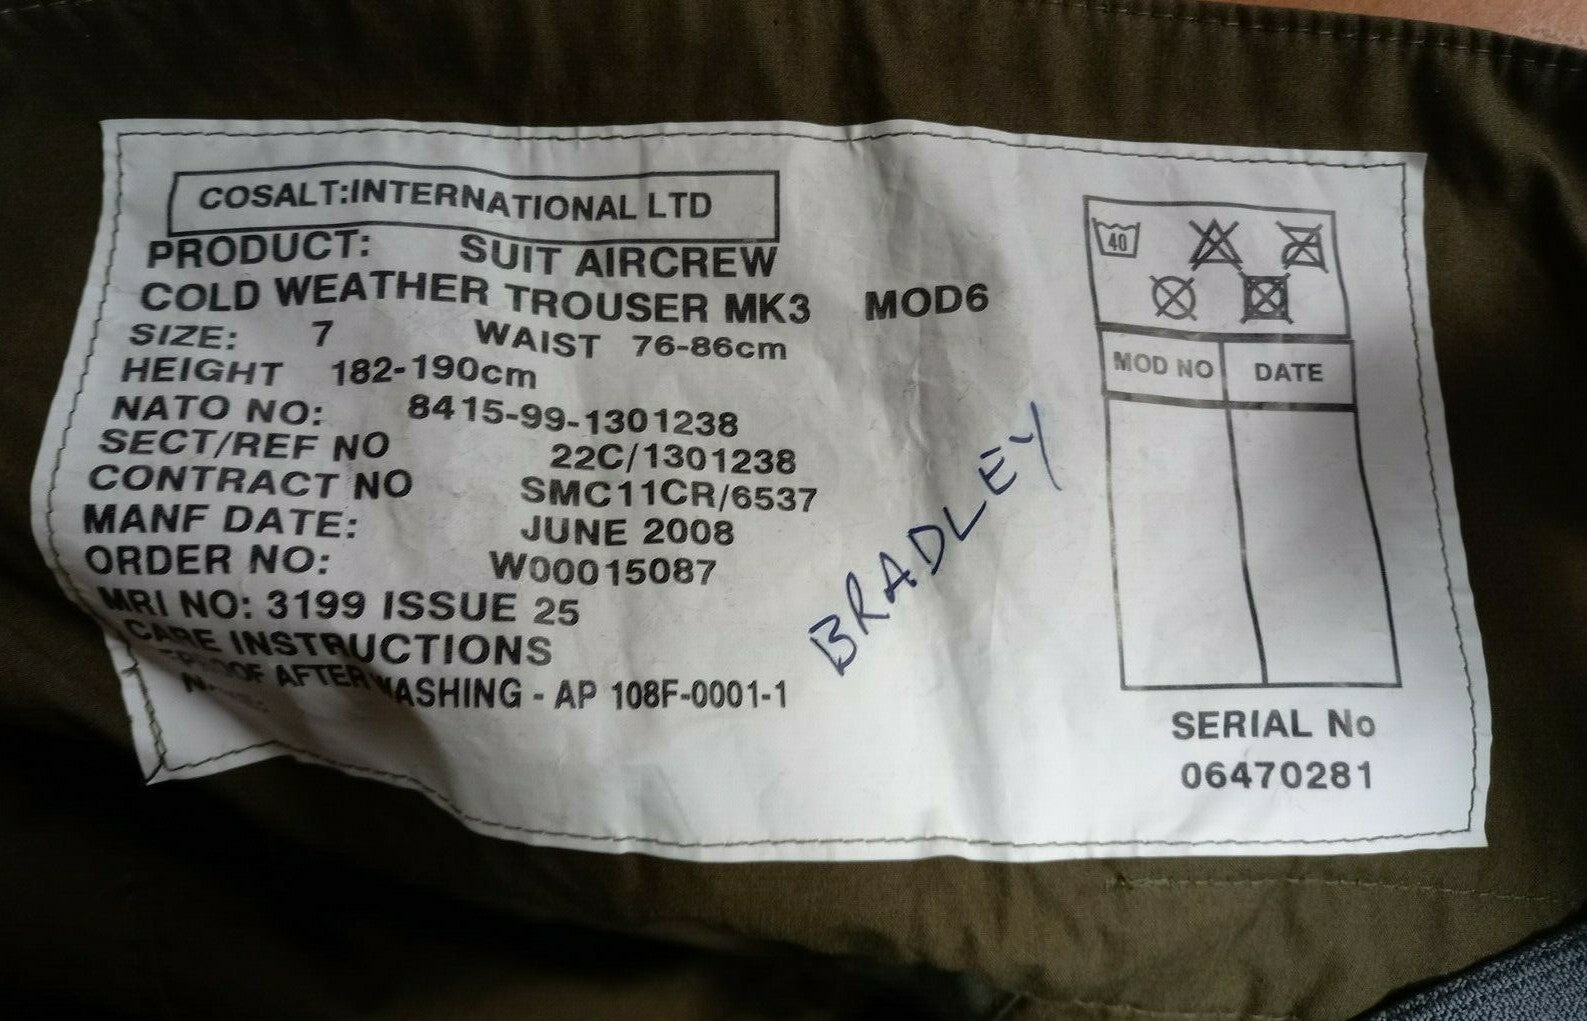 COSALT:INTERNATIONAL LTD
PRODUCT: SUIT AIRCREW
COLD WEATHER TROUSER MK3 MOD6
SIZE: 7 WAIST 76-86cm
HEIGHT 182-190cm
NATO NO: 8415-99-1301238
SECT/REF NO 22C/1301238
CONTRACT NO SMC11CR/6537
MANF DATE: JUNE 2008
ORDER NO: W00015087
MRI NO: 3199 ISSUE 25
CARE INSTRUCTIONS
AFTER WASHING - AP 108F-0001-1
BRADLEY
40
MOD NO DATE
SERIAL No
06470281